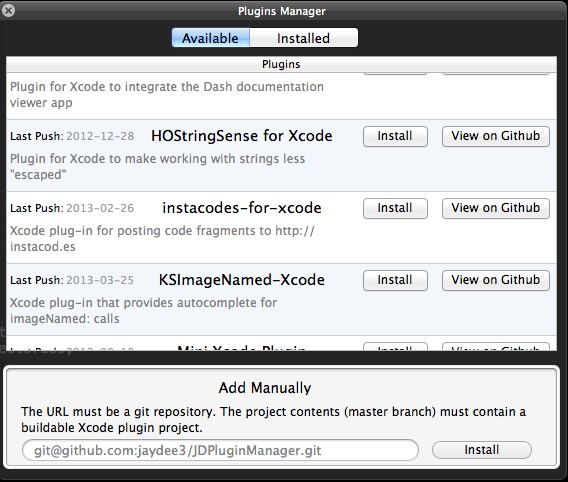 Plugins Manager
Available Installed
Plugins
Plugin for Xcode to integrate the Dash documentation
viewer app
Last Push: 2012-12-28 HOStringSense for Xcode Install View on Github
Plugin for Xcode to make working with strings less
"escaped"
Last Push: 2013-02-26 instacodes-for-xcode Install View on Github
Xcode plug-in for posting code fragments to http://
instacod.es
Last Push: 2013-03-25 KSImageNamed-Xcode Install View on Github
Xcode plug-in that provides autocomplete for
imageNamed: calls
Mini Xcode Plugin Install View on Github
Add Manually
The URL must be a git repository. The project contents (master branch) must contain a
buildable Xcode plugin project.
git@github.com:jaydee3/JDPluginManager.git Install